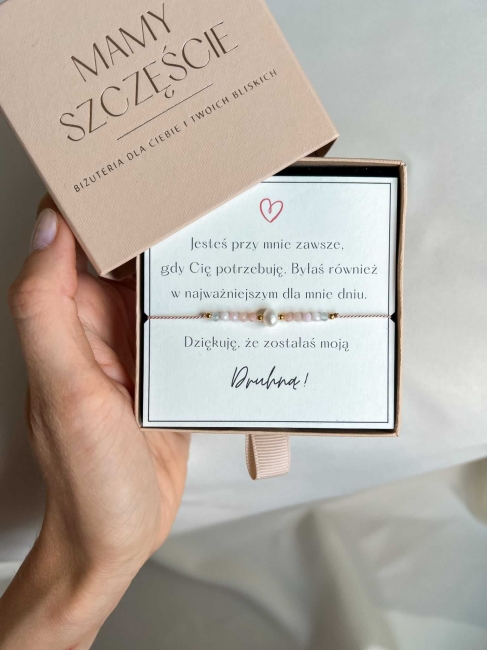 MAMY
SZCZĘŚCIE
BIŻUTERIA DLA CIEBIE I TWOICH BLISKICH
Jesteś przy mnie zawsze,
gdy Cię potrzebuję. Byłaś również
w najważniejszym dla mnie dniu.
Dziękuję, że zostałaś moją
Druhną!